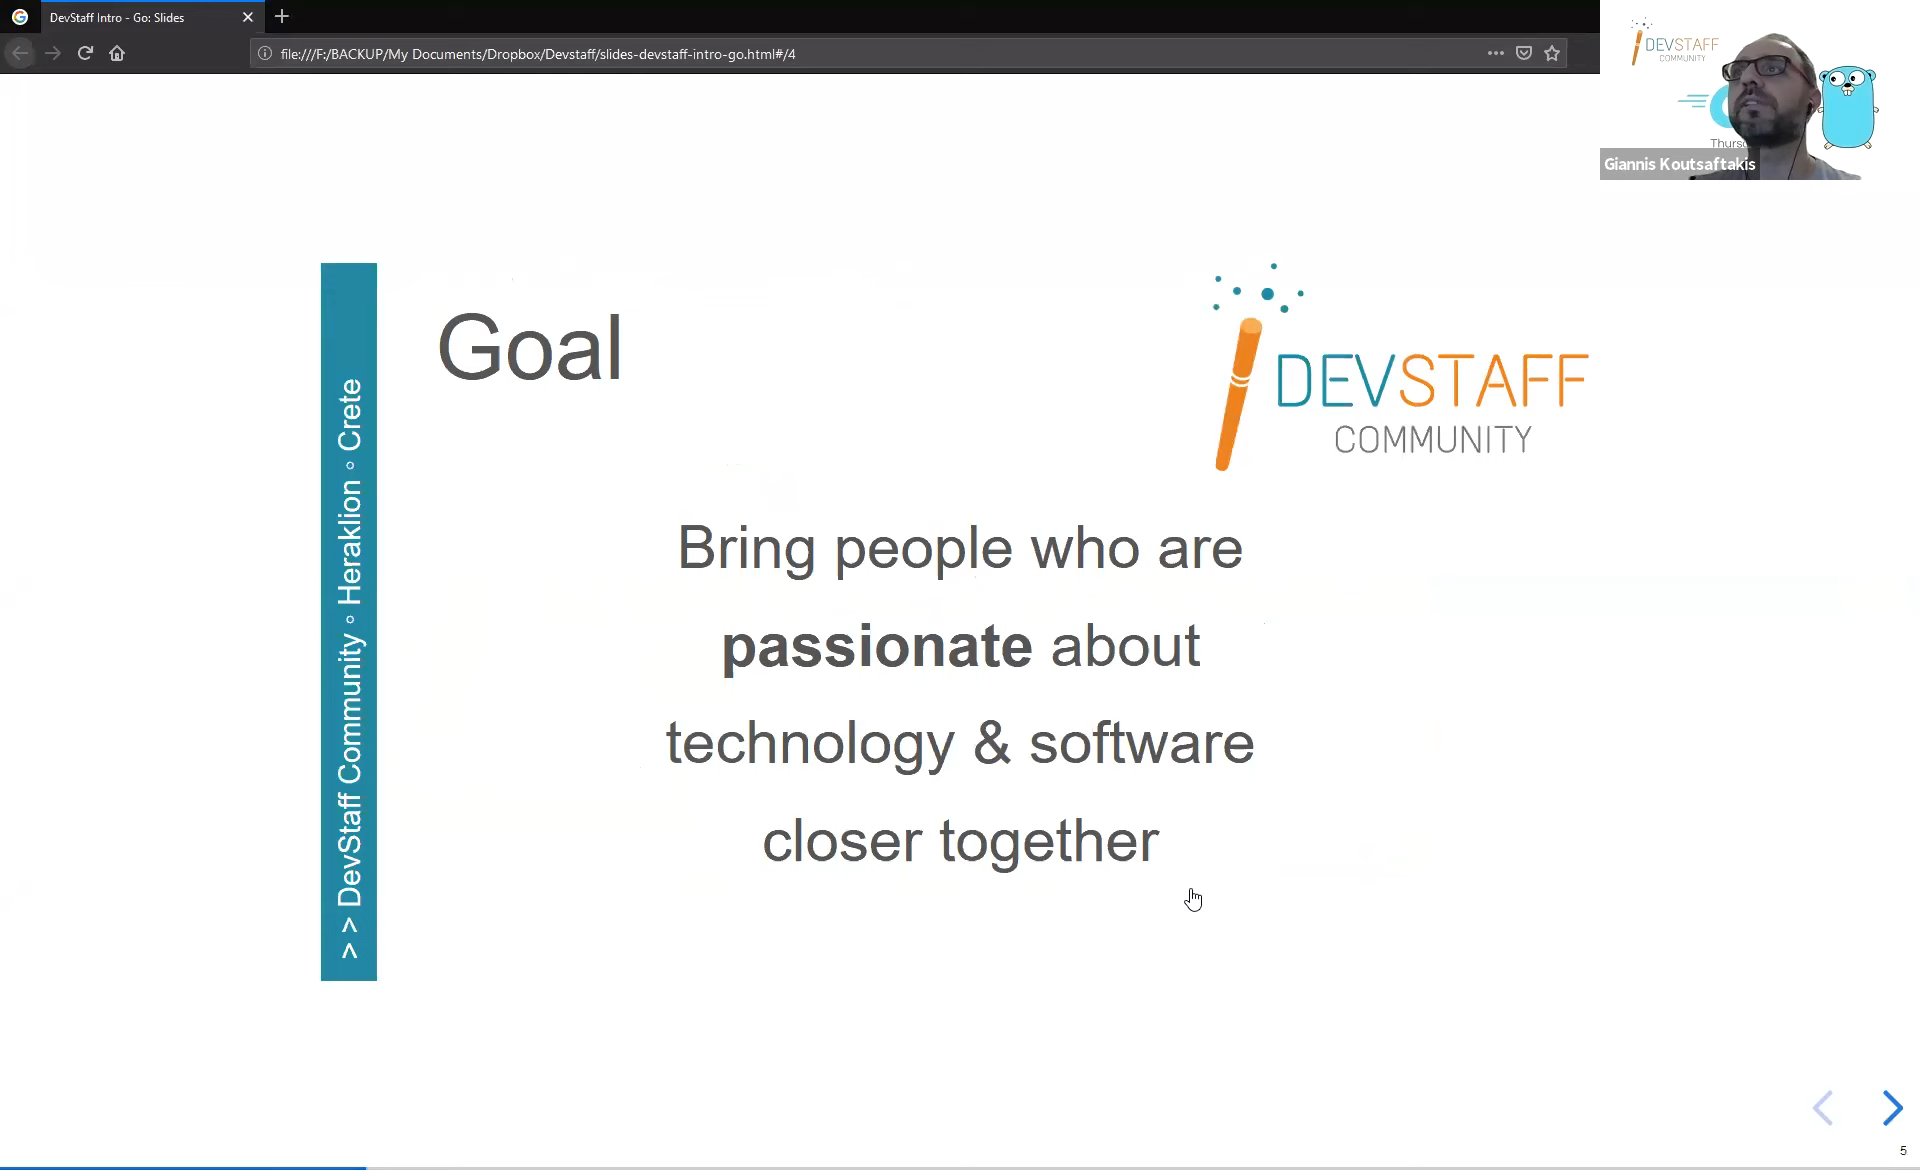 DevStaff Intro - Go: Slides
file:///F:/BACKUP/My Documents/Dropbox/Devstaff/slides-devstaff-intro-go.html#/4
DEVSTAFF
COMMUNITY
Giannis Koutsaftakis
> > DevStaff Community ◦ Heraklion ◦ Crete
Goal
DEVSTAFF
COMMUNITY
Bring people who are
passionate about
technology & software
closer together
5